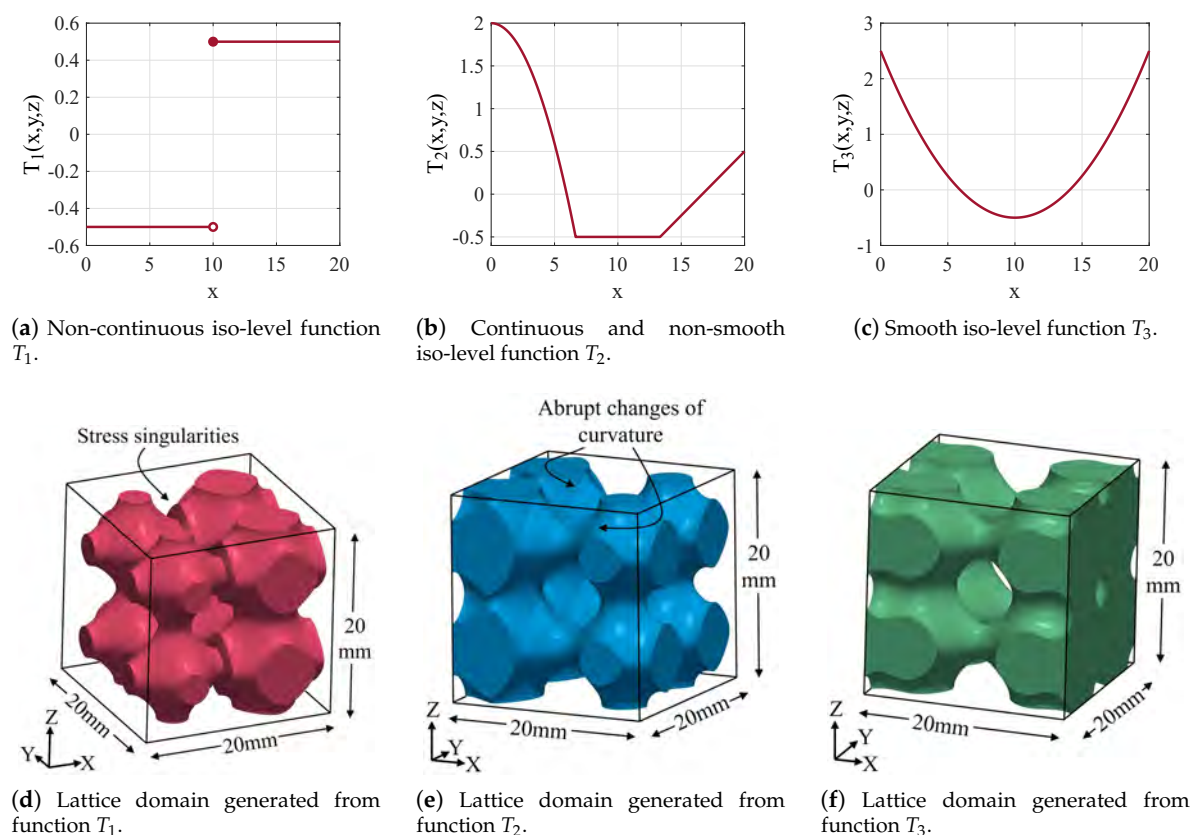 0.6
0.4
0.2
0
-0.2
-0.4
-0.6
0 5 10 15 20
x
T1(x,y,z)
2
1.5
1
0.5
0
-0.5
0 5 10 15 20
x
T2(x,y,z)
3
2
1
0
-1
0 5 10 15 20
x
T3(x,y,z)
(a) Non-continuous iso-level function
T1.
(b) Continuous and non-smooth
iso-level function T2.
(c) Smooth iso-level function T3.
Stress singularities
20
mm
20mm
20mm
Z
Y
X
Abrupt changes of
curvature
20
mm
20mm
20mm
Z
Y
X
20
mm
20mm
20mm
Z
Y
X
(d) Lattice domain generated from
function T1.
(e) Lattice domain generated from
function T2.
(f) Lattice domain generated from
function T3.